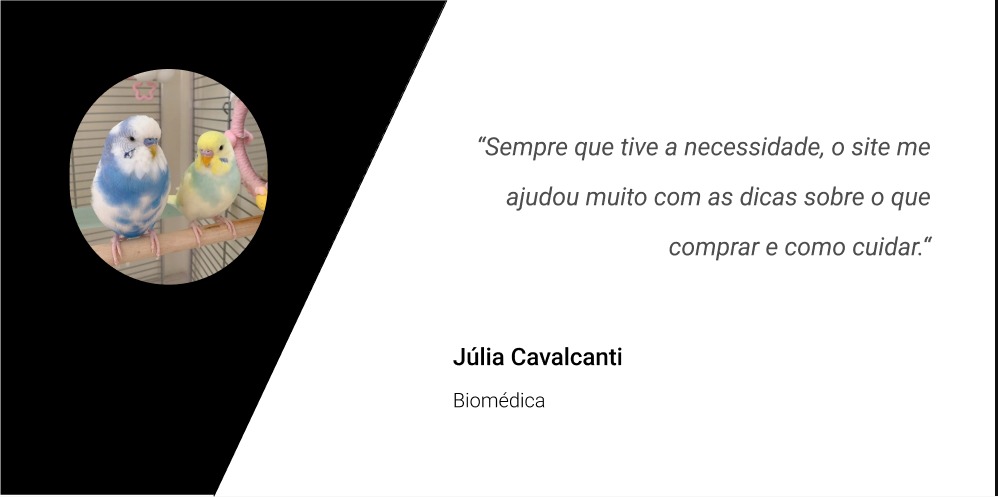 “Sempre que tive a necessidade, o site me
ajudou muito com as dicas sobre o que
comprar e como cuidar.“
Júlia Cavalcanti
Biomédica